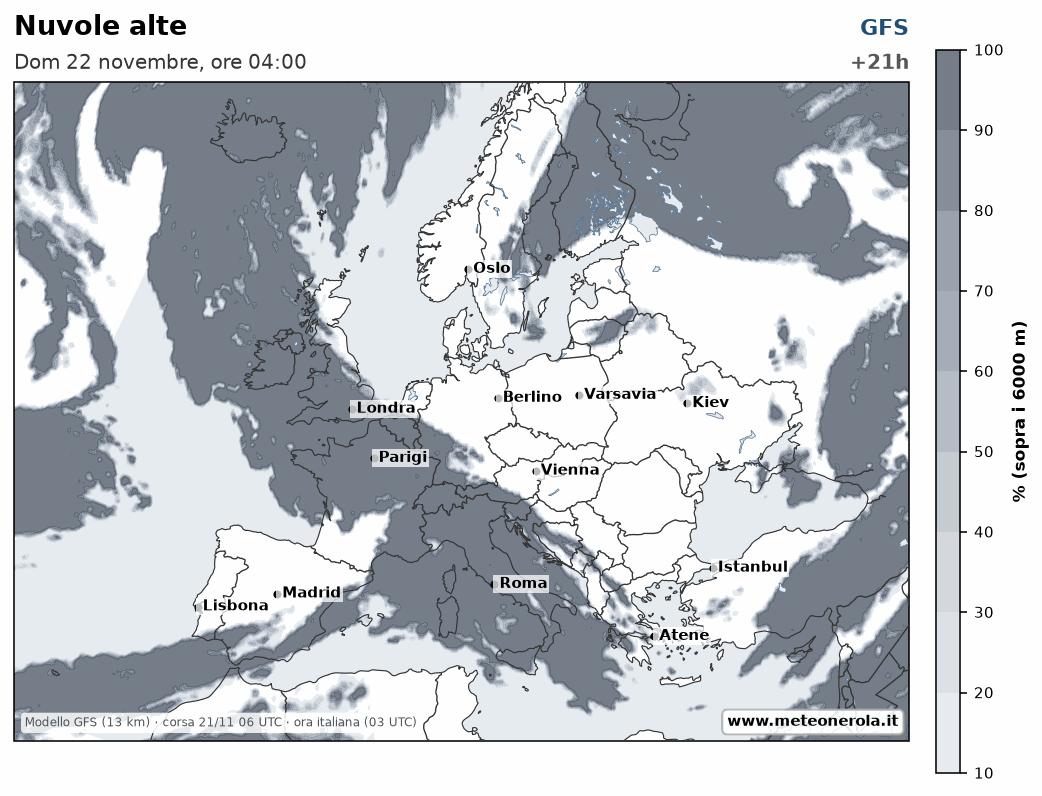 Nuvole alte
GFS
Dom 22 novembre, ore 04:00
+21h
Oslo
Londra
Berlino
Varsavia
Kiev
Parigi
Vienna
Istanbul
Lisbona
Madrid
Roma
Atene
Modello GFS (13 km) · corsa 21/11 06 UTC · ora italiana (03 UTC)
www.meteonerola.it
100
90
80
70
60
50
40
30
20
10
% (sopra i 6000 m)